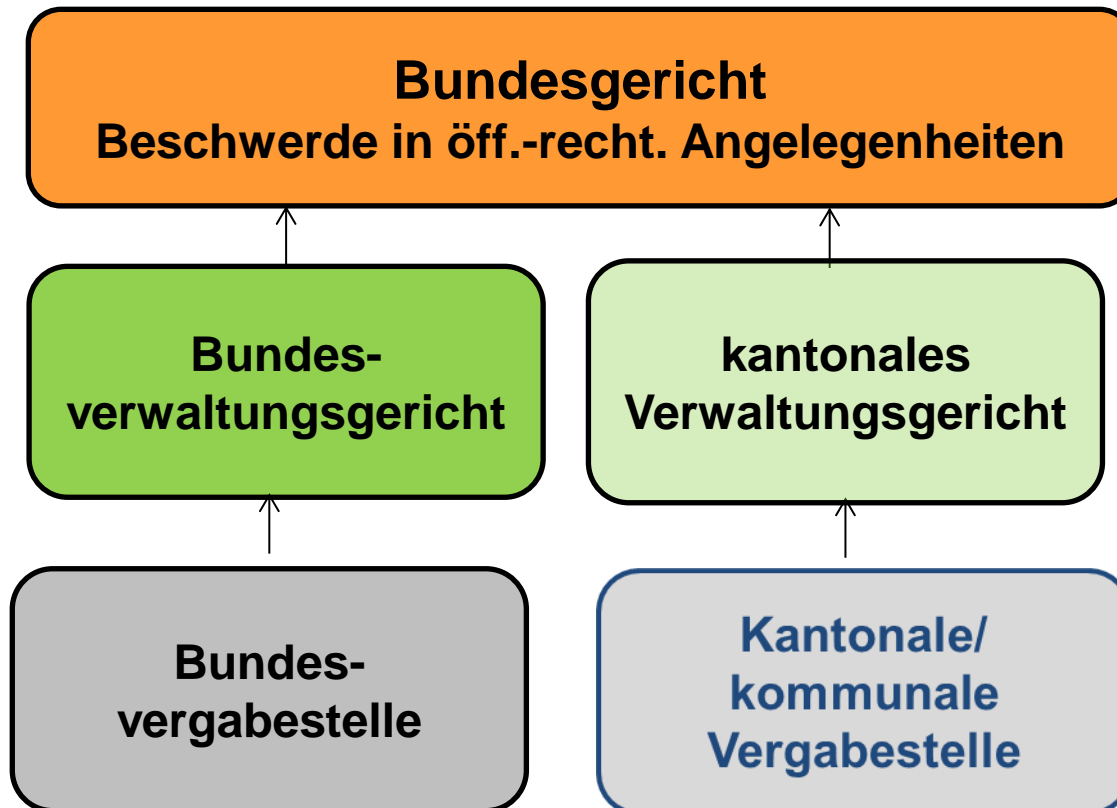 Bundesgericht
Beschwerde in öff.-recht. Angelegenheiten
Bundes-
verwaltungsgericht
kantonales
Verwaltungsgericht
Bundes-
vergabestelle
Kantonale/
kommunale
Vergabestelle